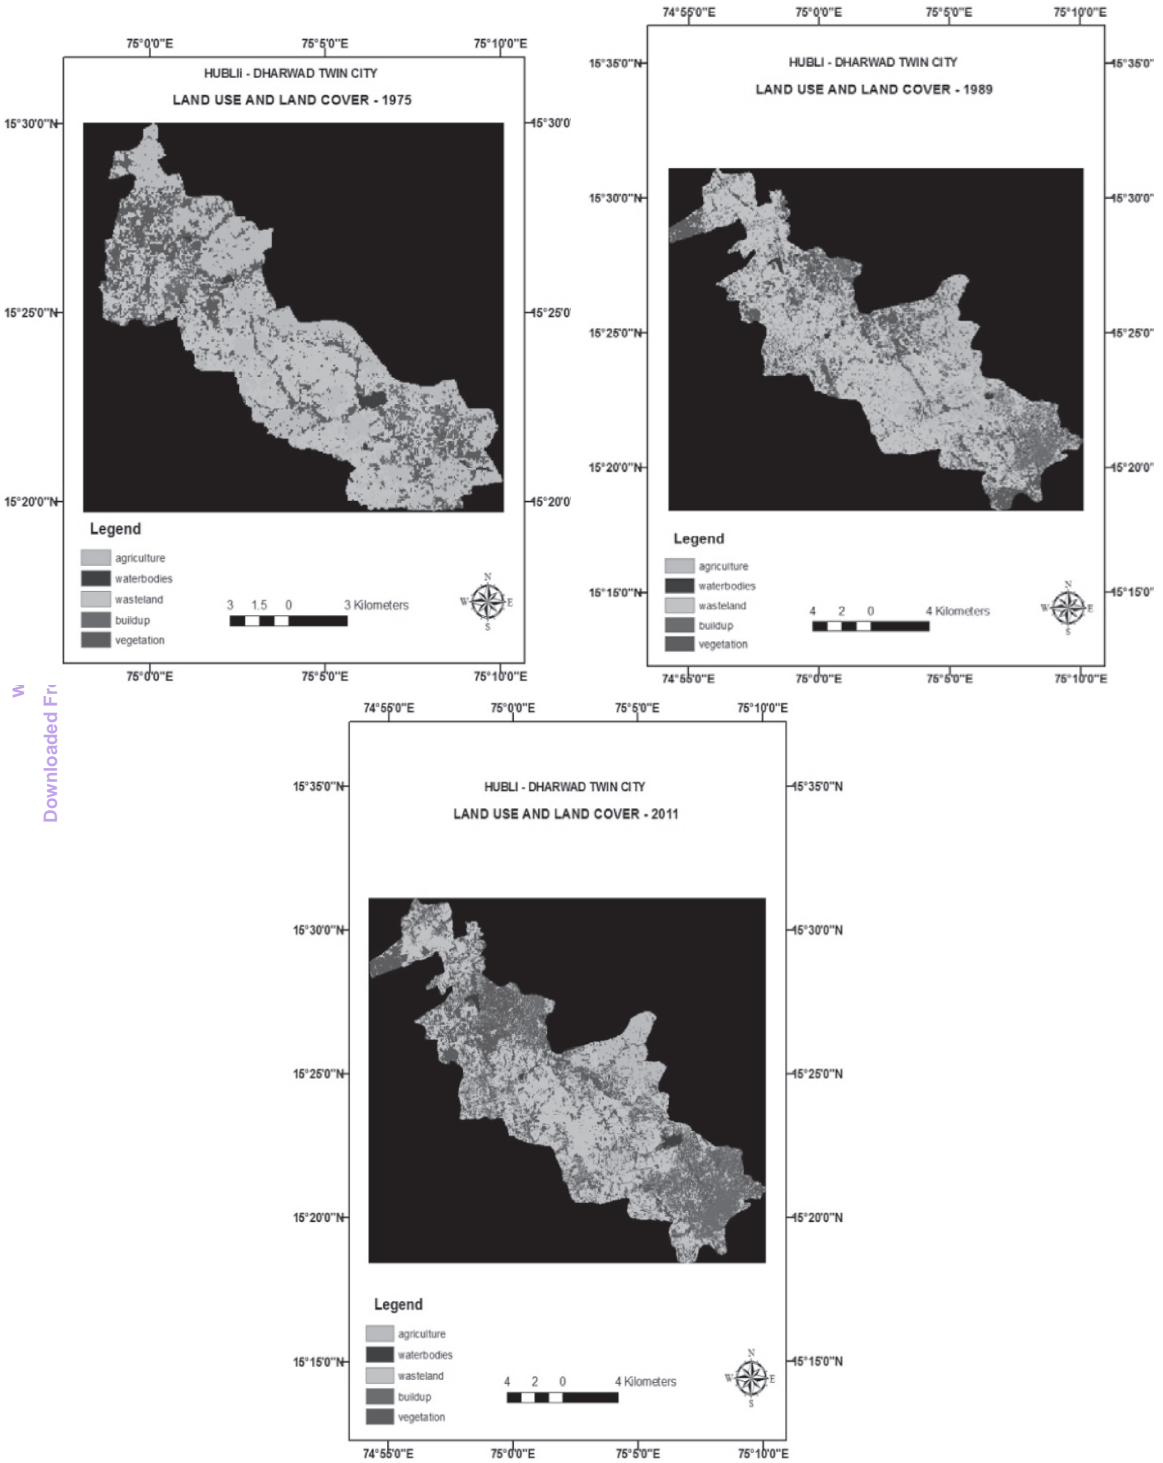 75°0'0"E 75°5'0"E 75°10'0"E
HUBLIi - DHARWAD TWIN CITY
LAND USE AND LAND COVER - 1975
15°30'0"N 15°30'0
15°25'0"N 15°25'0
15°20'0"N 15°20'0
Legend
agriculture
waterbodies
wasteland
buildup
vegetation
3 1.5 0 3 Kilometers
N
W E
S
75°0'0"E 75°5'0"E 75°10'0"E
74°55'0"E 75°0'0"E 75°5'0"E 75°10'0"E
HUBLI - DHARWAD TWIN CITY
LAND USE AND LAND COVER - 1989
15°35'0"N 15°35'0"
15°30'0"N 15°30'0"
15°25'0"N 15°25'0"
15°20'0"N 15°20'0"
15°15'0"N 15°15'0"
Legend
agriculture
waterbodies
wasteland
buildup
vegetation
4 2 0 4 Kilometers
N
W E
S
74°55'0"E 75°0'0"E 75°5'0"E 75°10'0"E
W
Downloaded Fr
74°55'0"E 75°0'0"E 75°5'0"E 75°10'0"E
HUBLI - DHARWAD TWIN CITY
LAND USE AND LAND COVER - 2011
15°35'0"N 15°35'0"N
15°30'0"N 15°30'0"N
15°25'0"N 15°25'0"N
15°20'0"N 15°20'0"N
15°15'0"N 15°15'0"N
Legend
agriculture
waterbodies
wasteland
buildup
vegetation
4 2 0 4 Kilometers
N
W E
S
74°55'0"E 75°0'0"E 75°5'0"E 75°10'0"E